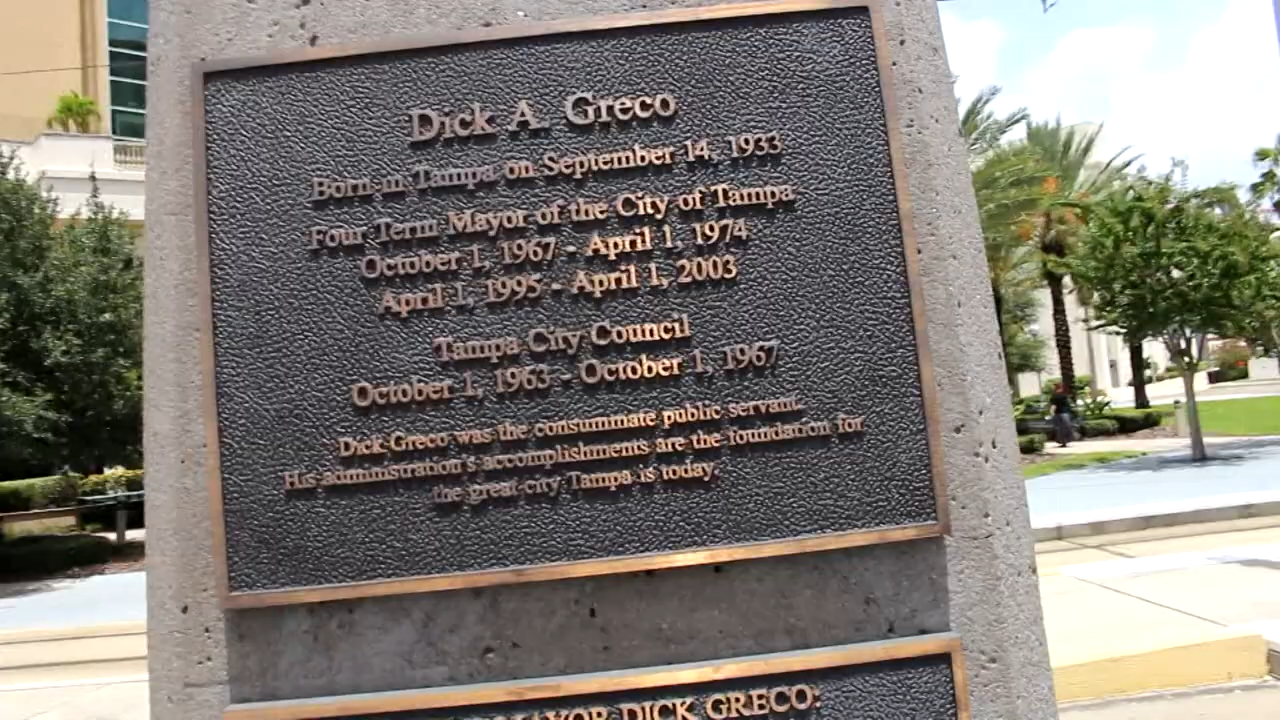 Dick A. Greco
Born in Tampa on September 14, 1933
Four Term Mayor of the City of Tampa
October 1, 1967 - April 1, 1974
April 1, 1995 - April 1, 2003
Tampa City Council
October 1, 1963 - October 1, 1967
Dick Greco was the consummate public servant.
His administration's accomplishments are the foundation for
the great city Tampa is today.
MAYOR DICK GRECO: